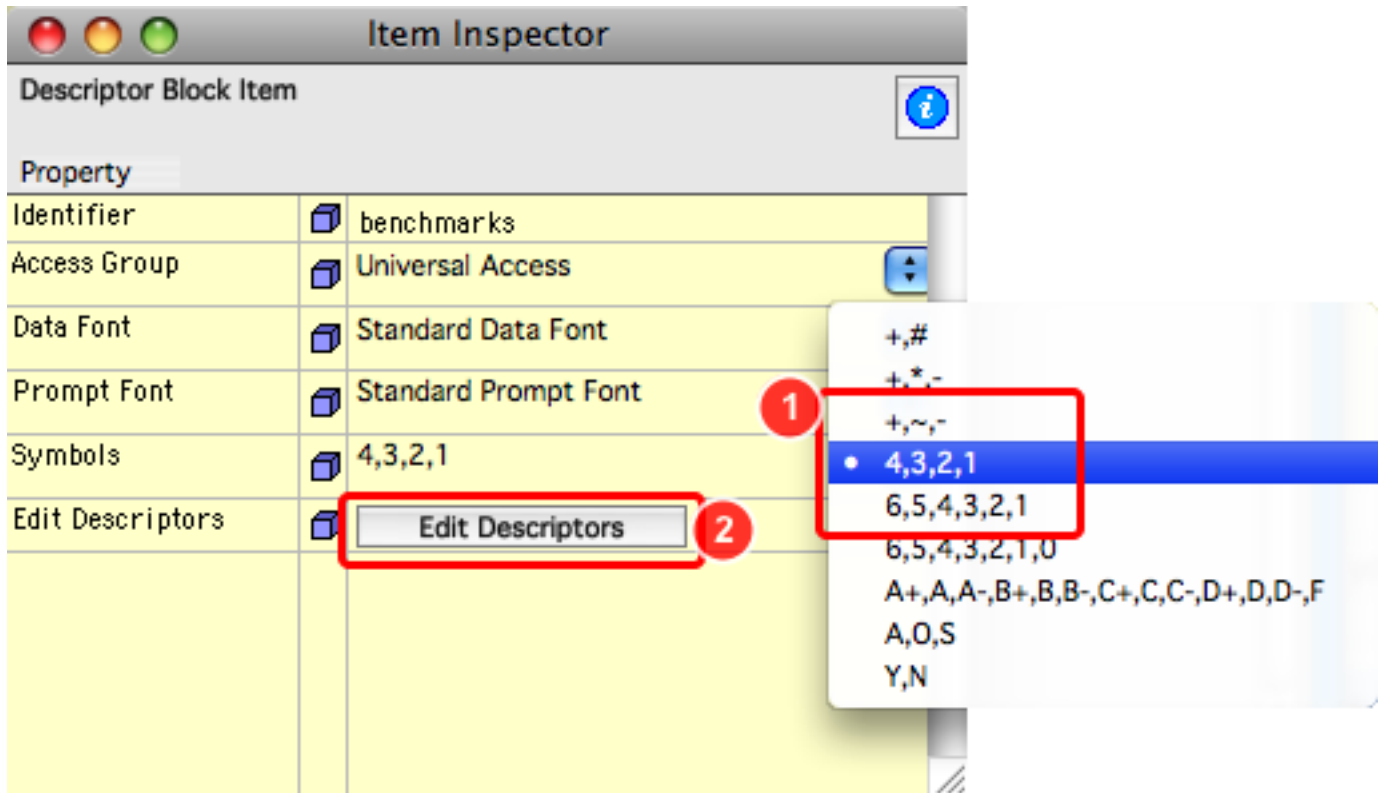 Item Inspector
Descriptor Block Item
Property
Identifier benchmarks
Access Group Universal Access
Data Font Standard Data Font
Prompt Font Standard Prompt Font
Symbols 4,3,2,1
Edit Descriptors Edit Descriptors 2
1
+,#
+,*,-
+,~,-
4,3,2,1
6,5,4,3,2,1
6,5,4,3,2,1,0
A+,A,A-,B+,B,B-,C+,C,C-,D+,D,D-,F
A,O,S
Y,N